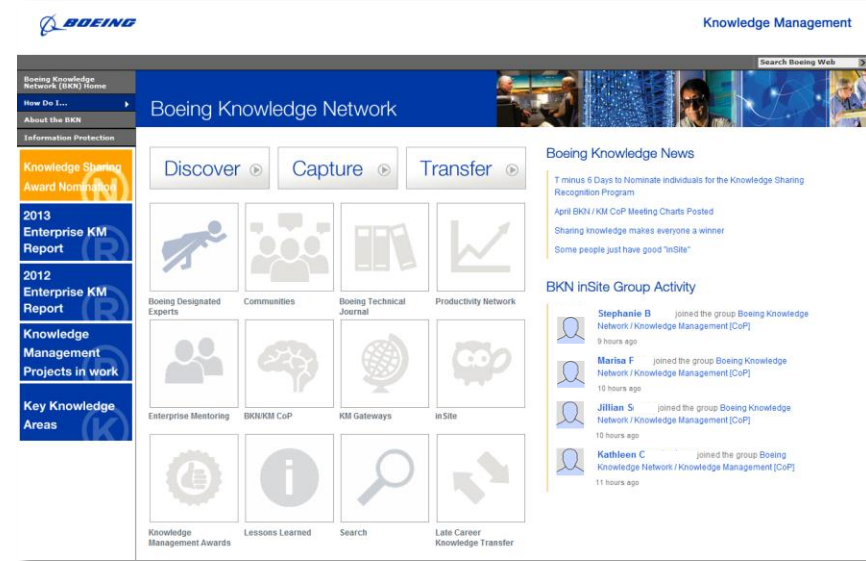 BOEING
Knowledge Management
Search Boeing Web
Boeing Knowledge
Network (BKN) Home
How Do I...
About the BKN
Information Protection
Boeing Knowledge Network
Knowledge Sharing
Award Nomination
N
2013
Enterprise KM
Report
R
2012
Enterprise KM
Report
R
Knowledge
Management
Projects in work
P
Key Knowledge
Areas
K
Discover
Capture
Transfer
Boeing Designated
Experts
Communities
Boeing Technical
Journal
Productivity Network
Enterprise Mentoring
BKN/KM CoP
KM Gateways
inSite
Knowledge
Management Awards
Lessons Learned
Search
Late Career
Knowledge Transfer
Boeing Knowledge News
T minus 6 Days to Nominate individuals for the Knowledge Sharing
Recognition Program
April BKN / KM CoP Meeting Charts Posted
Sharing knowledge makes everyone a winner
Some people just have good "inSite"
BKN inSite Group Activity
Stephanie B joined the group Boeing Knowledge
Network / Knowledge Management [CoP]
9 hours ago
Marisa F joined the group Boeing Knowledge
Network / Knowledge Management [CoP]
10 hours ago
Jillian S joined the group Boeing Knowledge
Network / Knowledge Management [CoP]
10 hours ago
Kathleen C joined the group Boeing
Knowledge Network / Knowledge Management [CoP]
11 hours ago